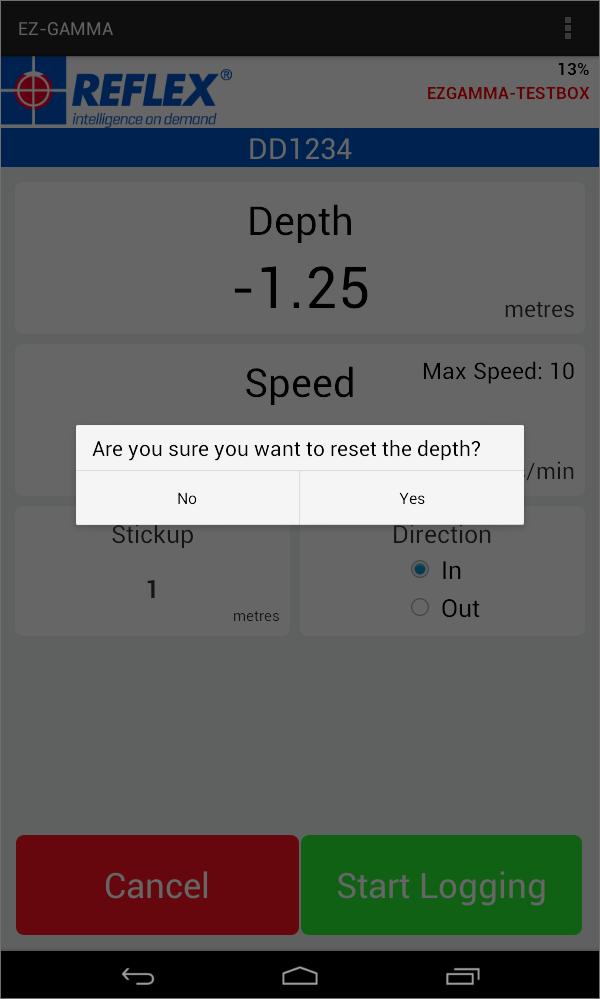 EZ-GAMMA
13%
REFLEX®
EZGAMMA-TESTBOX
intelligence on demand
DD1234
Depth
-1.25
metres
Speed
Max Speed: 10
Are you sure you want to reset the depth?
/min
No
Yes
Stickup
Direction
In
1
Out
metres
Cancel
Start Logging